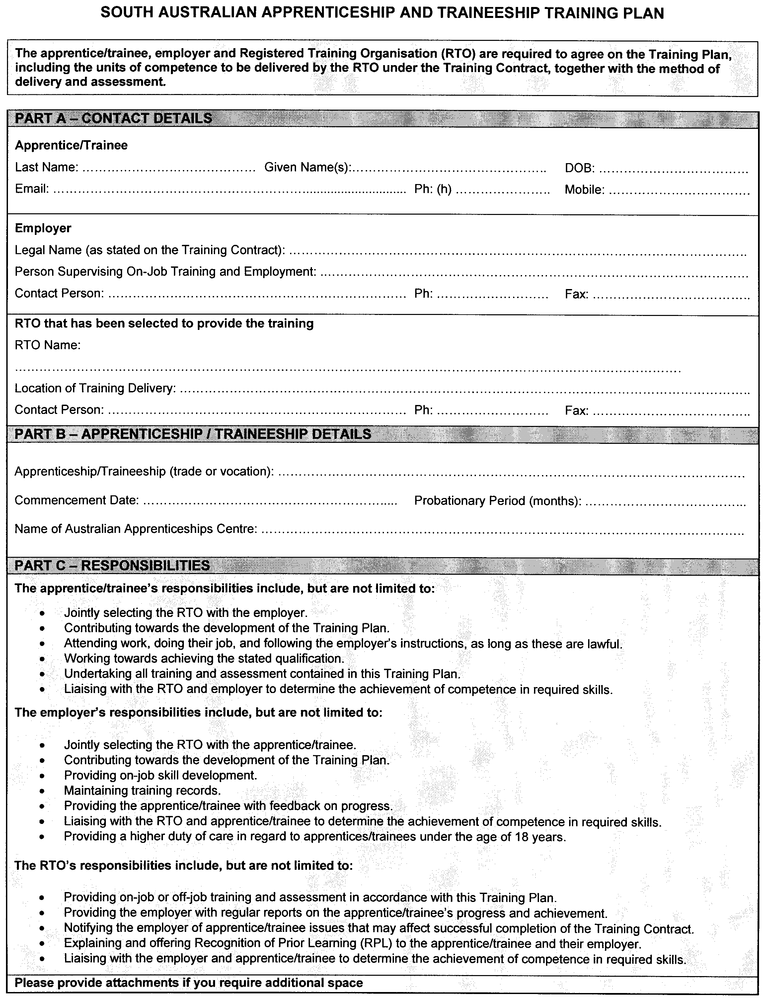 SOUTH AUSTRALIAN APPRENTICESHIP AND TRAINEESHIP TRAINING PLAN
The apprentice/trainee, employer and Registered Training Organisation (RTO) are required to agree on the Training Plan,
including the units of competence to be delivered by the RTO under the Training Contract, together with the method of
delivery and assessment.
PART A – CONTACT DETAILS
Apprentice/Trainee
Last Name: .......................................... Given Name(s):............................................... DOB: ....................................
Email: ..................................................................................... Ph: (h) ....................... Mobile: ..................................
Employer
Legal Name (as stated on the Training Contract): ..............................................................................................................
Person Supervising On-Job Training and Employment: .......................................................................................................
Contact Person: ........................................................................ Ph: ........................... Fax: ......................................
RTO that has been selected to provide the training
RTO Name:
................................................................................................................................................................
Location of Training Delivery: .........................................................................................................................................
Contact Person: ........................................................................ Ph: ........................... Fax: ......................................
PART B – APPRENTICESHIP / TRAINEESHIP DETAILS
Apprenticeship/Traineeship (trade or vocation): ................................................................................................................
Commencement Date: ............................................................. Probationary Period (months): .......................................
Name of Australian Apprenticeships Centre: ....................................................................................................................
PART C – RESPONSIBILITIES
The apprentice/trainee's responsibilities include, but are not limited to:
• Jointly selecting the RTO with the employer.
• Contributing towards the development of the Training Plan.
• Attending work, doing their job, and following the employer's instructions, as long as these are lawful.
• Working towards achieving the stated qualification.
• Undertaking all training and assessment contained in this Training Plan.
• Liaising with the RTO and employer to determine the achievement of competence in required skills.
The employer's responsibilities include, but are not limited to:
• Jointly selecting the RTO with the apprentice/trainee.
• Contributing towards the development of the Training Plan.
• Providing on-job skill development.
• Maintaining training records.
• Providing the apprentice/trainee with feedback on progress.
• Liaising with the RTO and apprentice/trainee to determine the achievement of competence in required skills.
• Providing a higher duty of care in regard to apprentices/trainees under the age of 18 years.
The RTO's responsibilities include, but are not limited to:
• Providing on-job or off-job training and assessment in accordance with this Training Plan.
• Providing the employer with regular reports on the apprentice/trainee's progress and achievement.
• Notifying the employer of apprentice/trainee issues that may affect successful completion of the Training Contract.
• Explaining and offering Recognition of Prior Learning (RPL) to the apprentice/trainee and their employer.
• Liaising with the employer and apprentice/trainee to determine the achievement of competence in required skills.
Please provide attachments if you require additional space